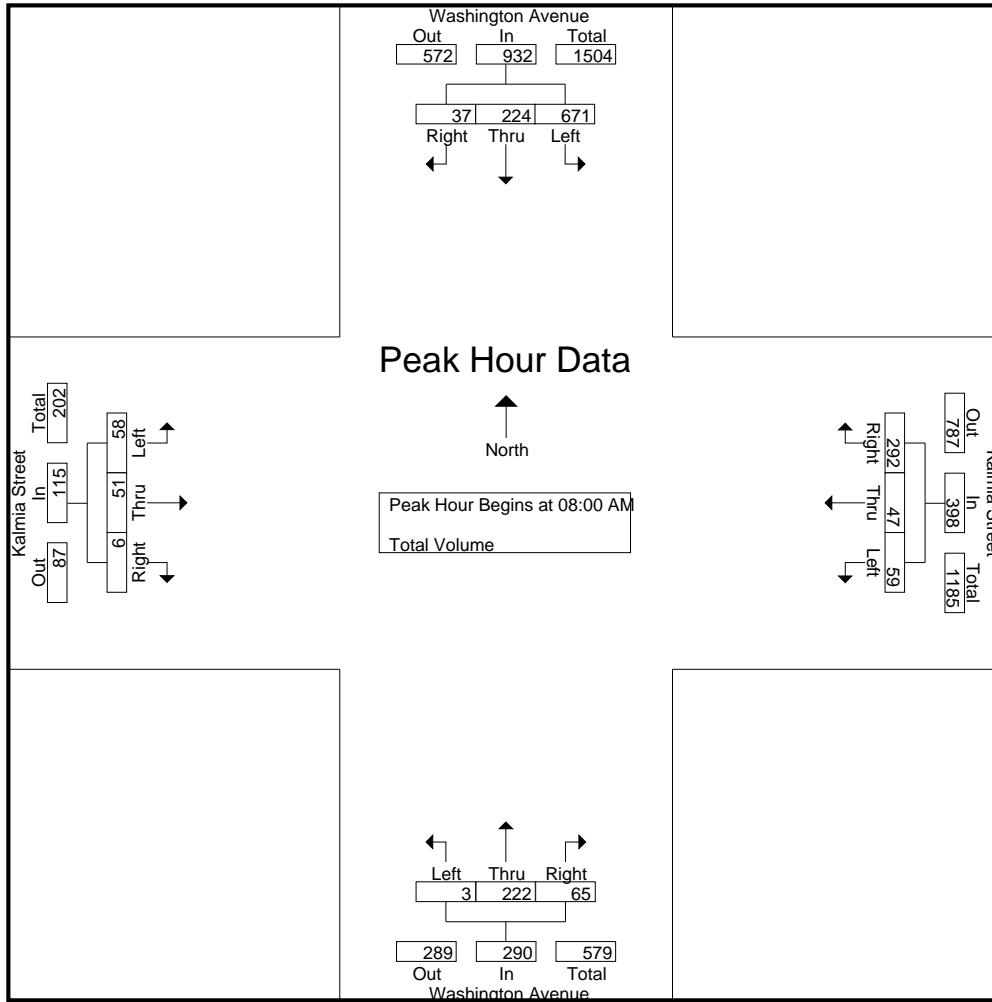 Washington Avenue
Out In Total
572 932 1504
37 224 671
Right Thru Left
Peak Hour Data
North
Peak Hour Begins at 08:00 AM
Total Volume
Kalmia Street
Total In Out
202 115 87
58 51 6
Left Thru Right
Right Thru Left
292 47 59
787 398 1185
Out In Total
Kalmia Street
Left Thru Right
3 222 65
289 290 579
Out In Total
Washington Avenue